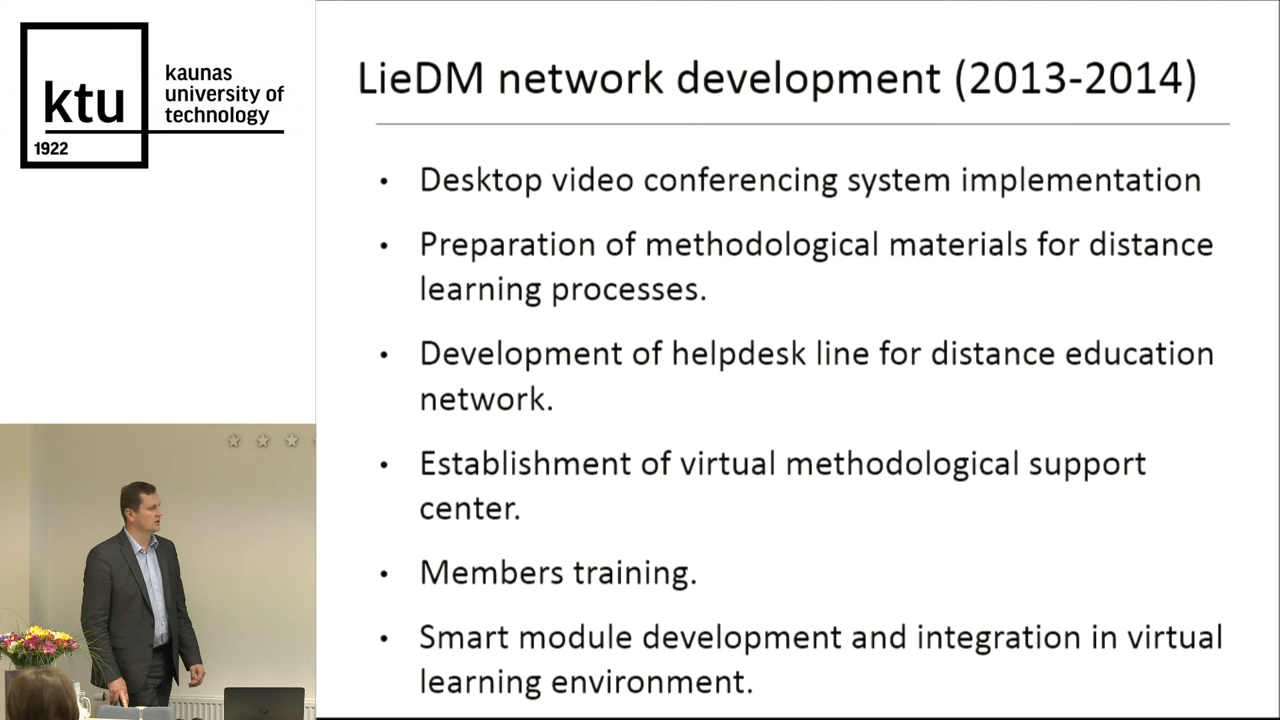 ktu
1922
kaunas
university of
technology
LieDM network development (2013-2014)
• Desktop video conferencing system implementation
• Preparation of methodological materials for distance
learning processes.
• Development of helpdesk line for distance education
network.
• Establishment of virtual methodological support
center.
• Members training.
• Smart module development and integration in virtual
learning environment.